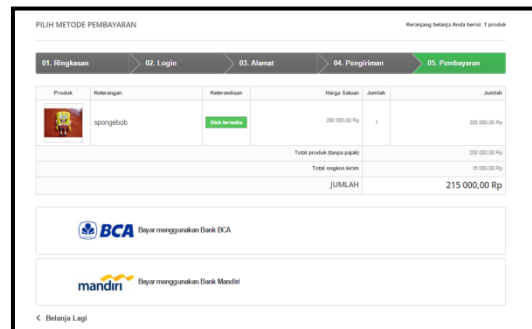 PILIH METODE PEMBAYARAN
Keranjang belanja Anda berisi: 1 produk
01. Ringkasan 02. Login 03. Alamat 04. Pengiriman 05. Pembayaran
Produk Keterangan Ketersediaan Harga Satuan Jumlah Jumlah
spongebob Stok tersedia 200 000,00 Rp 1 200 000,00 Rp
Total produk (tanpa pajak) 200 000,00 Rp
Total ongkos kirim 15 000,00 Rp
JUMLAH 215 000,00 Rp
BCA Bayar menggunakan Bank BCA
mandiri Bayar menggunakan Bank Mandiri
< Belanja Lagi